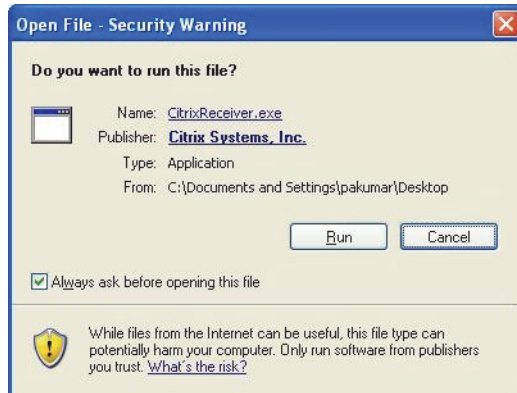 Open File - Security Warning
Do you want to run this file?
Name: CitrixReceiver.exe
Publisher: Citrix Systems, Inc.
Type: Application
From: C:\Documents and Settings\pakumar\Desktop
Run Cancel
Always ask before opening this file
While files from the Internet can be useful, this file type can
potentially harm your computer. Only run software from publishers
you trust. What's the risk?